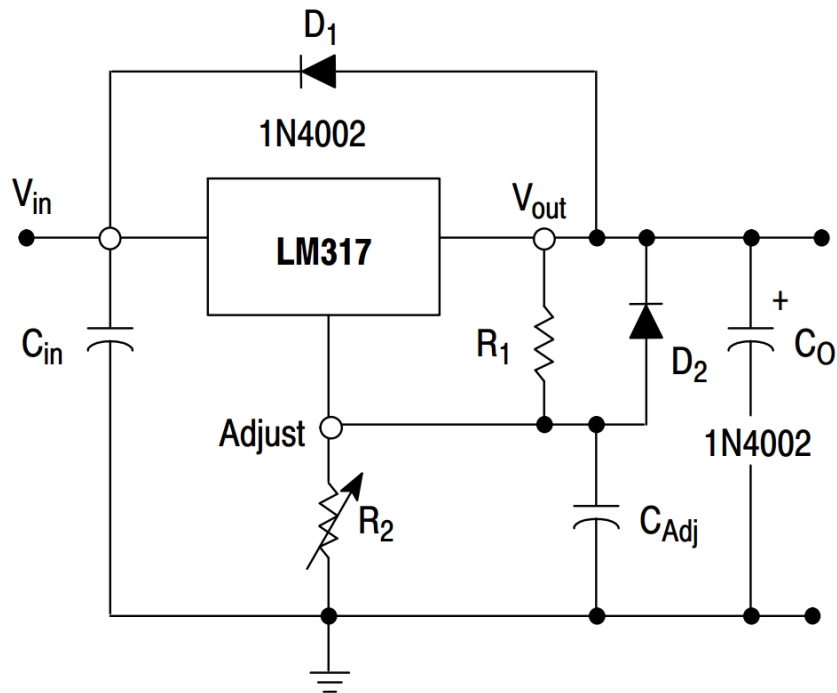 D1
1N4002
Vin
Vout
LM317
Cin
R1
D2
+
CO
Adjust
1N4002
R2
CAdj